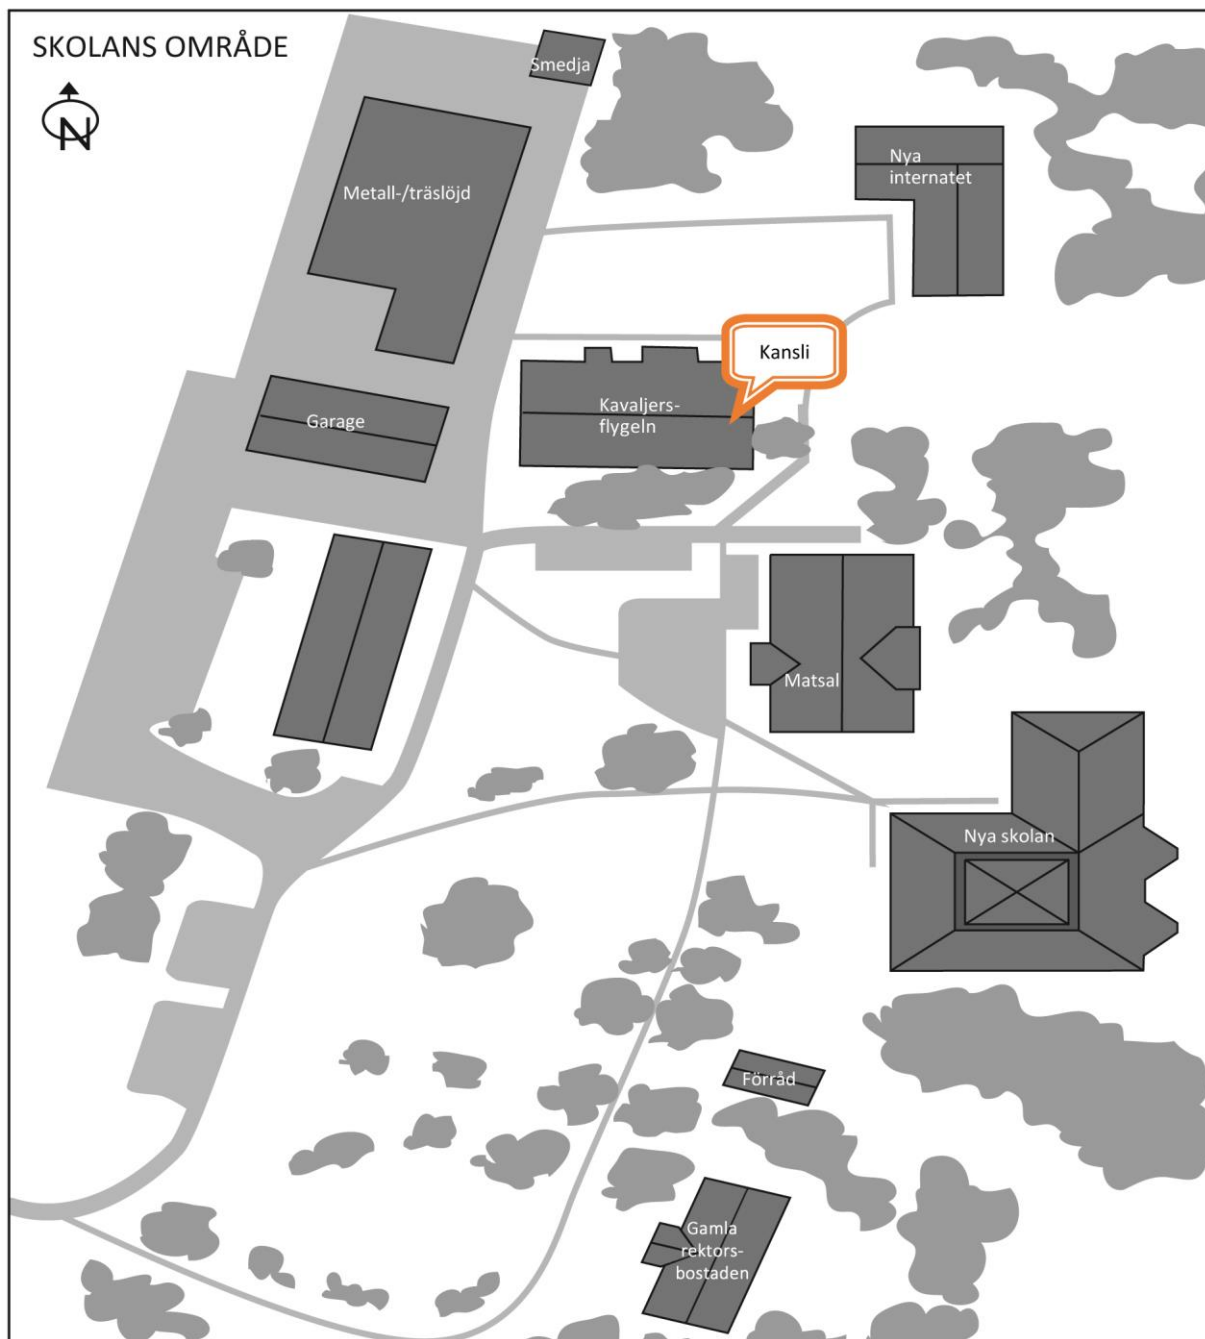 SKOLANS OMRÅDE
N
Smedja
Metall-/träslöjd
Nya
internatet
Kansli
Kavaljers-
flygeln
Garage
Matsal
Nya skolan
Förråd
Gamla
rektors-
bostaden